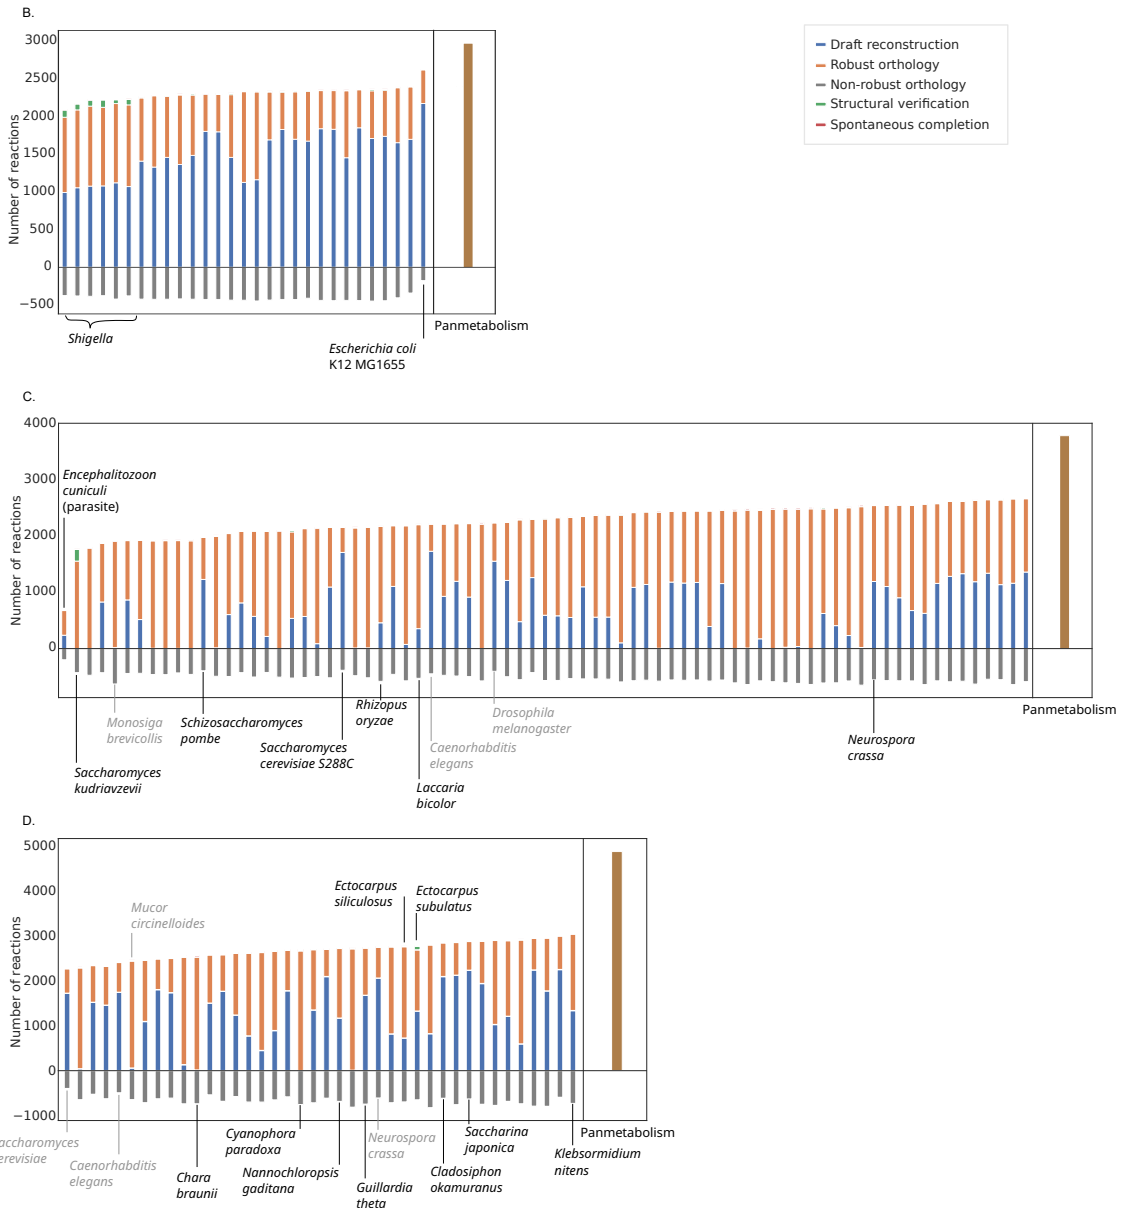 B.
3000
2500
2000
1500
1000
500
0
−500
Number of reactions
Shigella
Escherichia coli
K12 MG1655
Panmetabolism
Draft reconstruction
Robust orthology
Non-robust orthology
Structural verification
Spontaneous completion
C.
4000
3000
2000
1000
0
Number of reactions
Encephalitozoon
cuniculi
(parasite)
Monosiga
brevicollis
Saccharomyces
kudriavzevii
Schizosaccharomyces
pombe
Saccharomyces
cerevisiae S288C
Rhizopus
oryzae
Laccaria
bicolor
Caenorhabditis
elegans
Drosophila
melanogaster
Neurospora
crassa
Panmetabolism
D.
5000
4000
3000
2000
1000
0
−1000
Number of reactions
Mucor
circinelloides
Ectocarpus
siliculosus
Ectocarpus
subulatus
accharomyces
erevisiae
Caenorhabditis
elegans
Chara
braunii
Cyanophora
paradoxa
Nannochloropsis
gaditana
Guillardia
theta
Neurospora
crassa
Cladosiphon
okamuranus
Saccharina
japonica
Klebsormidium
nitens
Panmetabolism